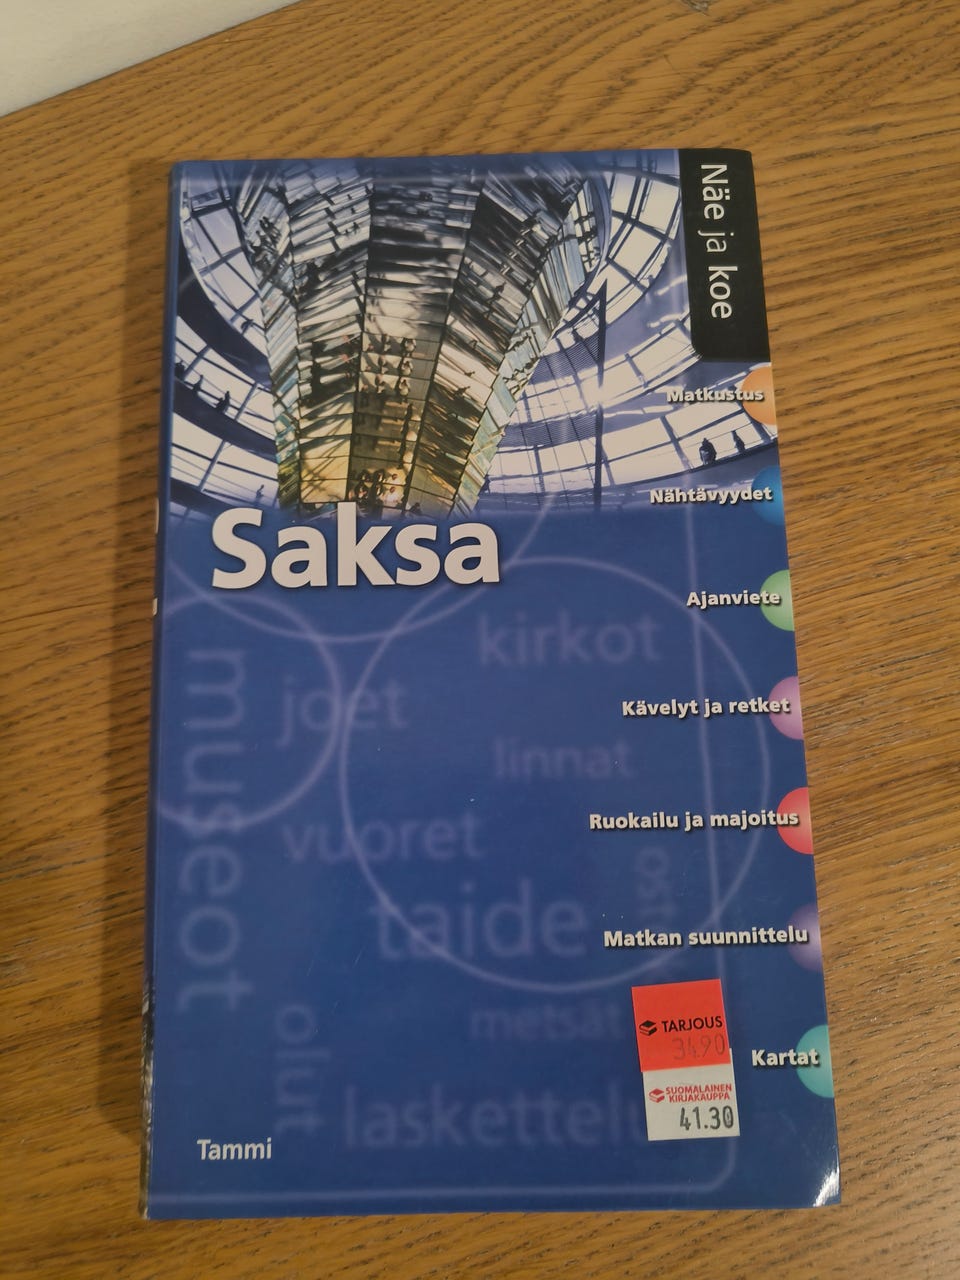 Näe ja koe
Matkustus
Nähtävyydet
Saksa
Ajanviete
kirkot
museot
joet
Kävelyt ja retket
linnat
Ruokailu ja majoitus
vuoret
taide
Matkan suunnittelu
metsät
olut
TARJOUS
34.90
Kartat
SUOMALAINEN
KIRJAKAUPPA
41.30
Tammi